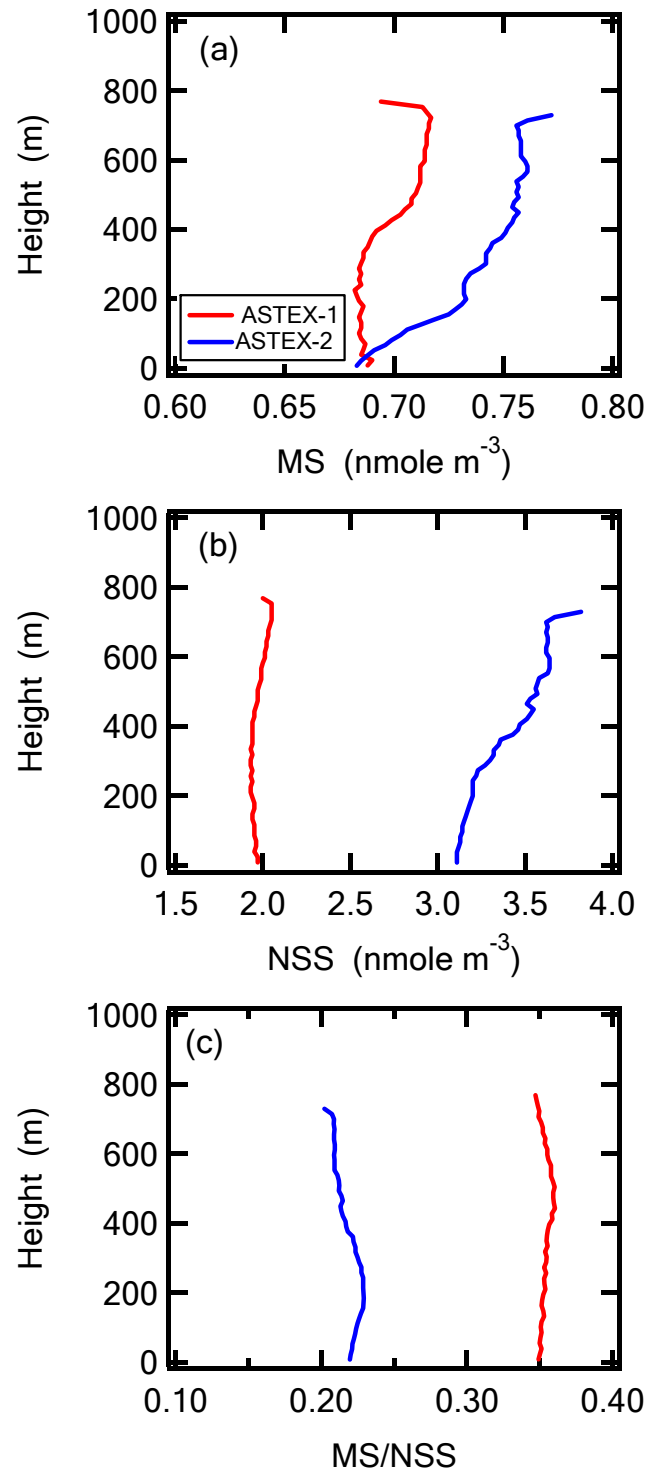 1000
(a)
800
600
400
200
0
Height (m)
ASTEX-1
ASTEX-2
0.60 0.65 0.70 0.75 0.80
MS (nmole m⁻³)
1000
(b)
800
600
400
200
0
Height (m)
1.5 2.0 2.5 3.0 3.5 4.0
NSS (nmole m⁻³)
1000
(c)
800
600
400
200
0
Height (m)
0.10 0.20 0.30 0.40
MS/NSS